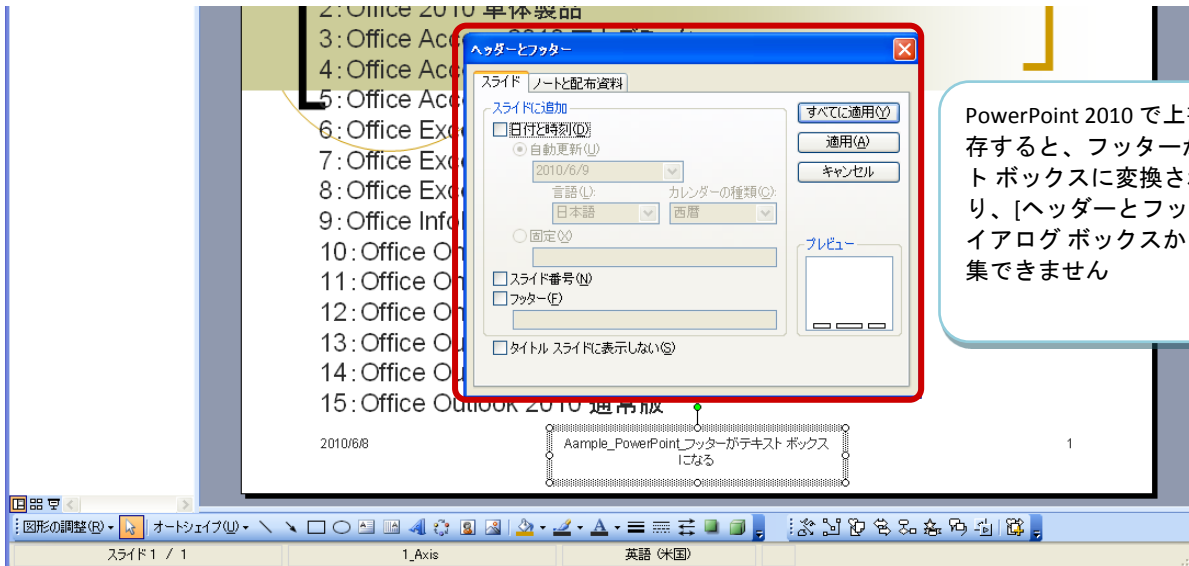 2:Office 2010 単体製品
3:Office Acc
4:Office Acc
5:Office Acc
6:Office Exce
7:Office Exce
8:Office Exce
9:Office Info
10:Office On
11:Office On
12:Office On
13:Office Ou
14:Office Ou
15:Office Outlook 2010 通常版
ヘッダーとフッター
スライド
ノートと配布資料
スライドに追加
日付と時刻(D)
自動更新(U)
2010/6/9
言語(L):
カレンダーの種類(C):
日本語
西暦
固定(X)
スライド番号(N)
フッター(F)
タイトル スライドに表示しない(S)
すべてに適用(Y)
適用(A)
キャンセル
プレビュー
PowerPoint 2010 で上
存すると、フッターが
ト ボックスに変換さ
り、[ヘッダーとフッ
イアログ ボックスか
集できません
2010/6/8
Aample_PowerPoint_フッターがテキスト ボックス
になる
1
図形の調整(R)
オートシェイプ(U)
スライド 1 / 1
1_Axis
英語 (米国)